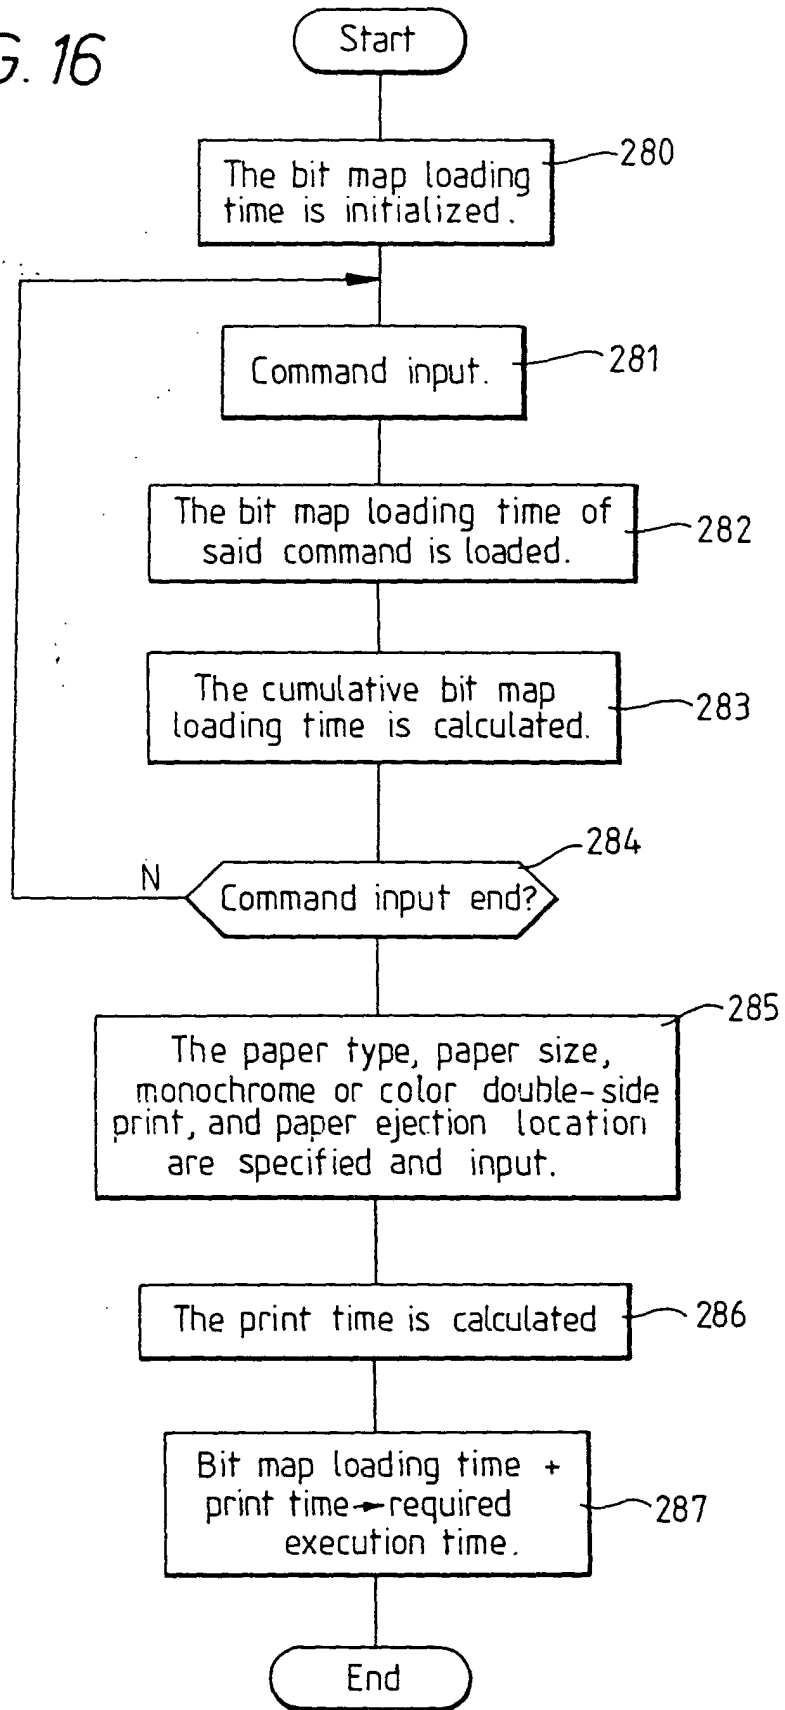 G. 16
Start
The bit map loading
time is initialized.
280
Command input.
281
The bit map loading time of
said command is loaded.
282
The cumulative bit map
loading time is calculated.
283
284
N
Command input end?
285
The paper type, paper size,
monochrome or color double-side
print, and paper ejection location
are specified and input.
The print time is calculated
286
Bit map loading time +
print time → required
execution time.
287
End